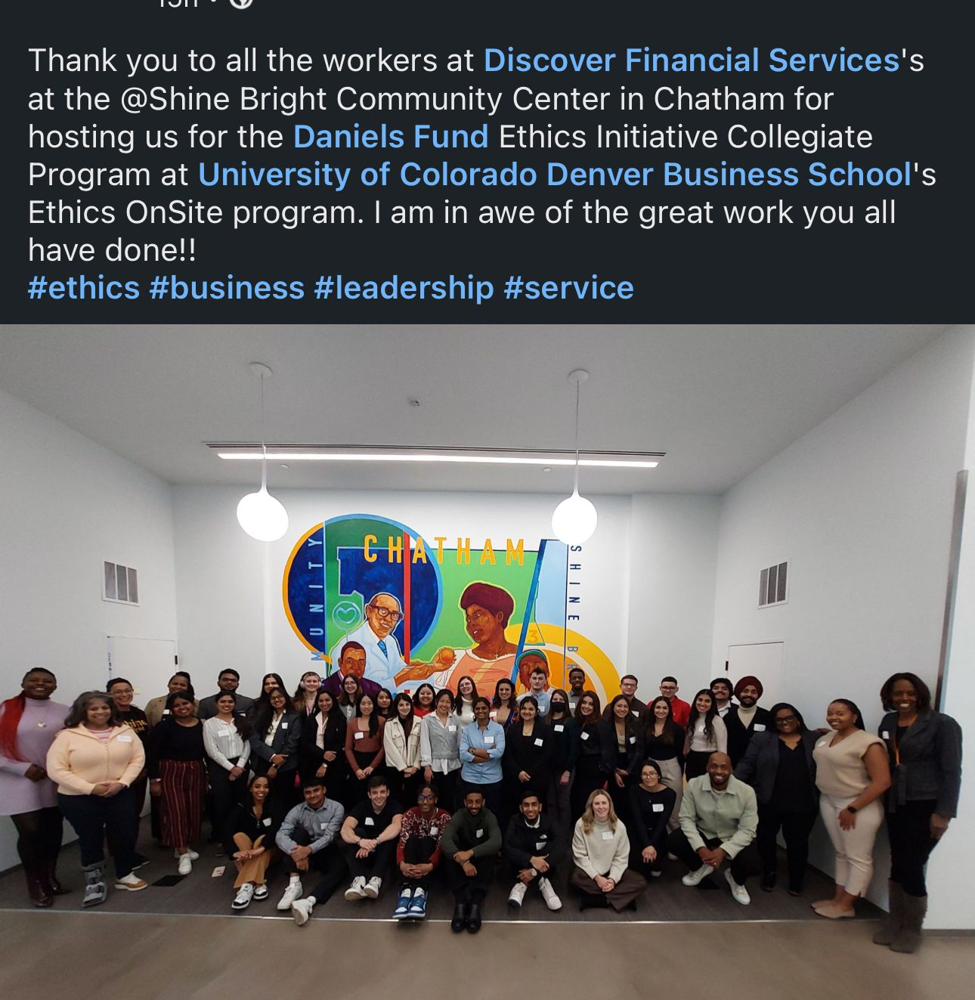 Thank you to all the workers at Discover Financial Services's
at the @Shine Bright Community Center in Chatham for
hosting us for the Daniels Fund Ethics Initiative Collegiate
Program at University of Colorado Denver Business School's
Ethics OnSite program. I am in awe of the great work you all
have done!!
#ethics #business #leadership #service
CHATHAM
UNITY
SHINE
3